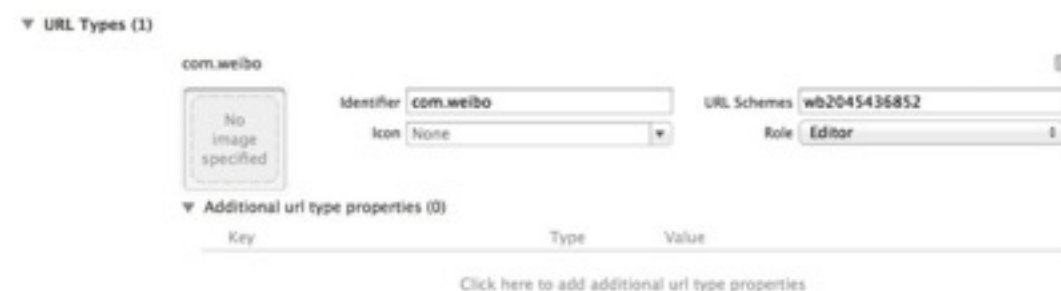 URL Types (1)
com.weibo
Identifier com.weibo URL Schemes wb2045436852
No image specified
Icon None Role Editor
Additional url type properties (0)
Key Type Value
Click here to add additional url type properties